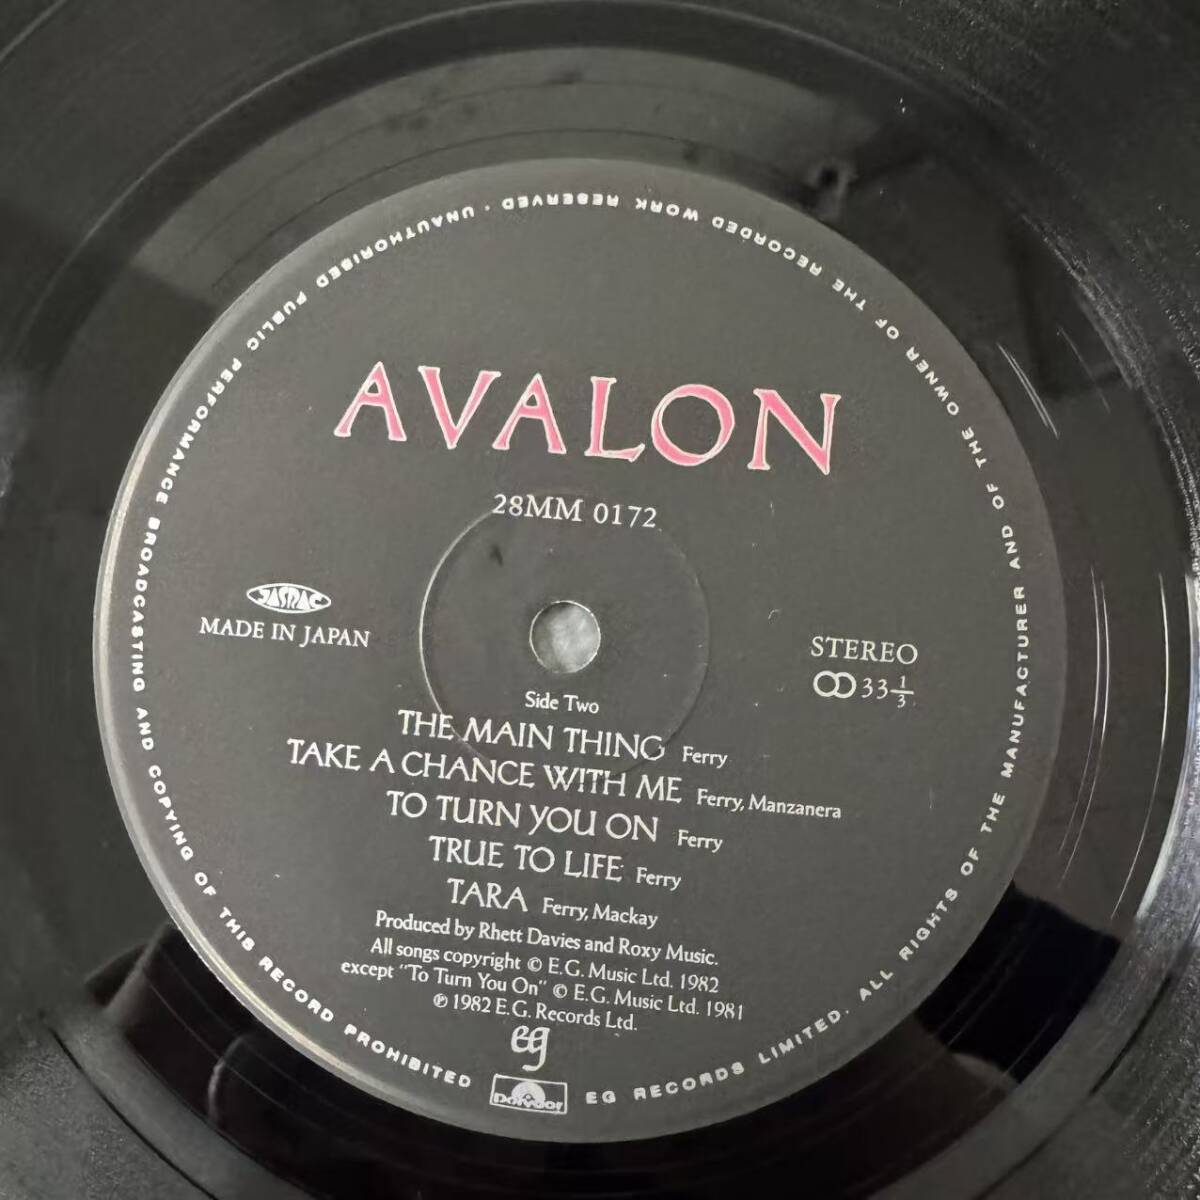 AVALON
28MM 0172
JASRAC
MADE IN JAPAN
STEREO
33 1/3
Side Two
THE MAIN THING Ferry
TAKE A CHANCE WITH ME Ferry, Manzanera
TO TURN YOU ON Ferry
TRUE TO LIFE Ferry
TARA Ferry, Mackay
Produced by Rhett Davies and Roxy Music.
All songs copyright © E.G. Music Ltd. 1982
except "To Turn You On" © E.G. Music Ltd. 1981
℗ 1982 E.G. Records Ltd.
eg
Polydor
EG RECORDS LIMITED. ALL RIGHTS OF THE MANUFACTURER AND OF THE OWNER OF THE RECORDED WORK RESERVED · UNAUTHORISED PUBLIC PERFORMANCE BROADCASTING AND COPYING OF THIS RECORD PROHIBITED